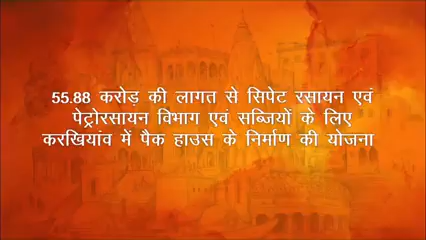 55.88 करोड़ की लागत से सिपेट रसायन एवं
पेट्रोरसायन विभाग एवं सब्जियों के लिए
करखियांव में पैक हाउस के निर्माण की योजना